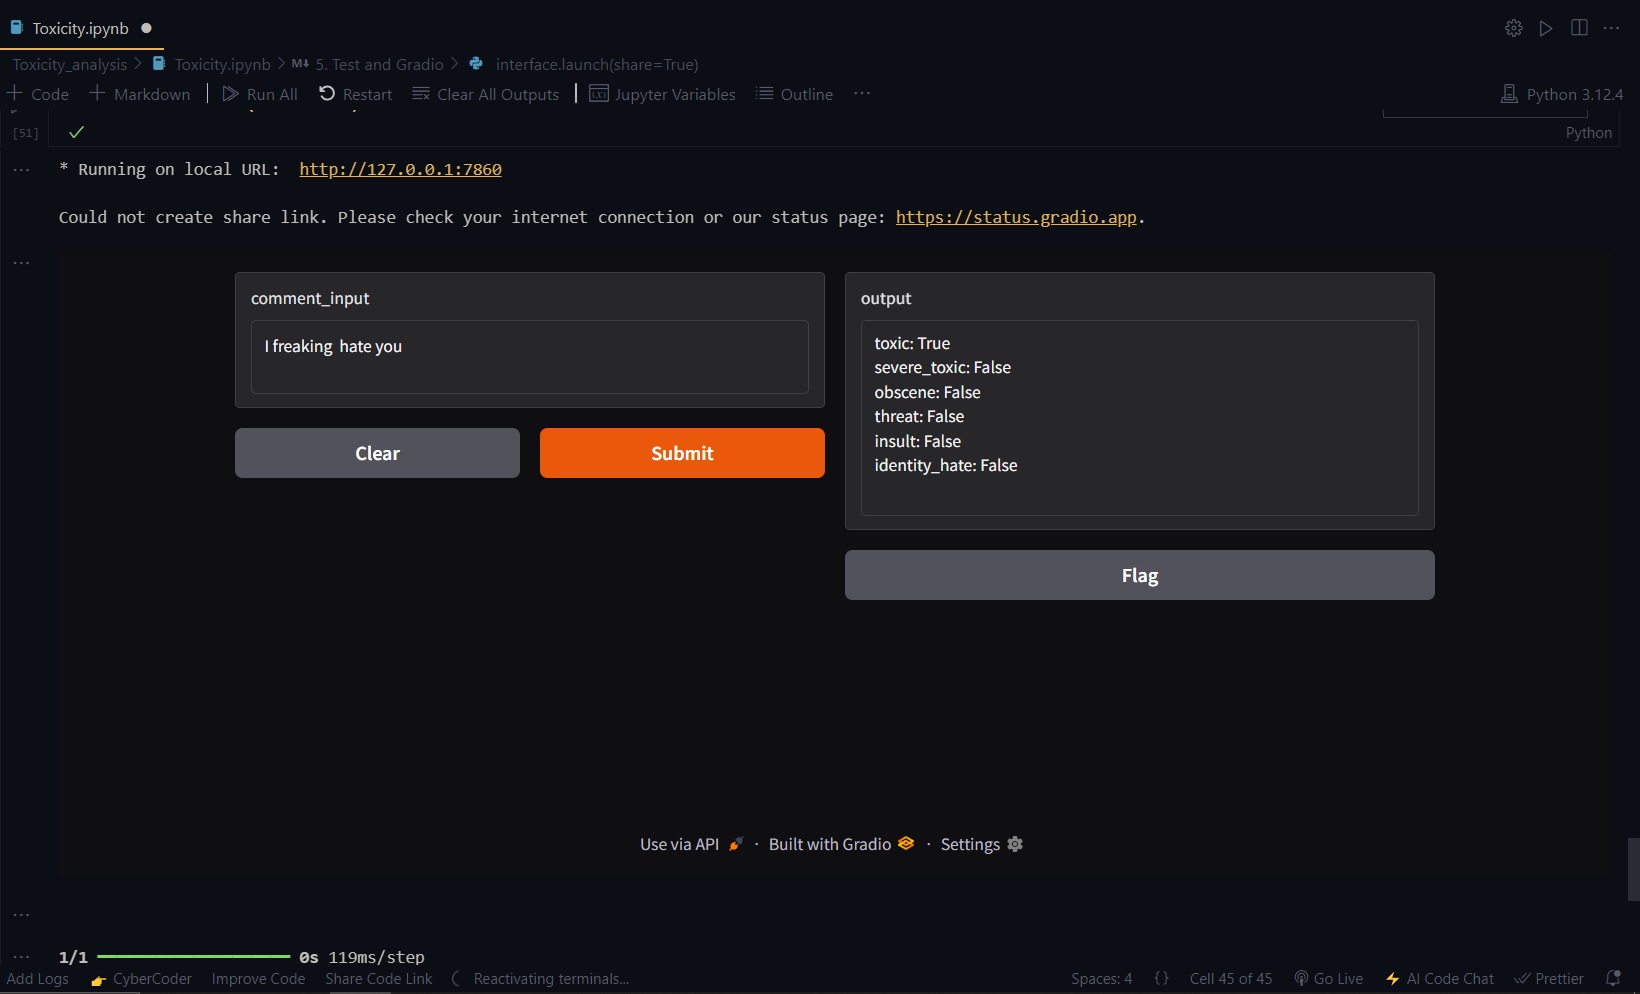 Toxicity.ipynb
Toxicity_analysis > Toxicity.ipynb > M↓ 5. Test and Gradio > interface.launch(share=True)
+ Code + Markdown | Run All Restart Clear All Outputs | Jupyter Variables Outline ... Python 3.12.4
[51] Python
* Running on local URL: http://127.0.0.1:7860
Could not create share link. Please check your internet connection or our status page: https://status.gradio.app.
comment_input
I freaking  hate you
Clear
Submit
output
toxic: True
severe_toxic: False
obscene: False
threat: False
insult: False
identity_hate: False
Flag
Use via API · Built with Gradio · Settings
1/1 0s 119ms/step
Add Logs CyberCoder Improve Code Share Code Link Reactivating terminals... Spaces: 4 {} Cell 45 of 45 Go Live AI Code Chat Prettier